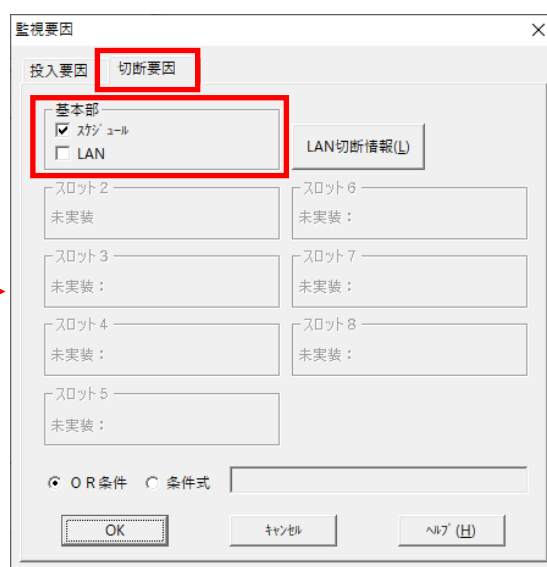 監視要因
投入要因 切断要因
基本部
スケジュール
LAN
LAN切断情報(L)
スロット2
未実装
スロット6
未実装：
スロット3
未実装：
スロット7
未実装：
スロット4
未実装：
スロット8
未実装：
スロット5
未実装：
ＯＲ条件 条件式
OK ｷｬﾝｾﾙ ﾍﾙﾌﾟ(H)